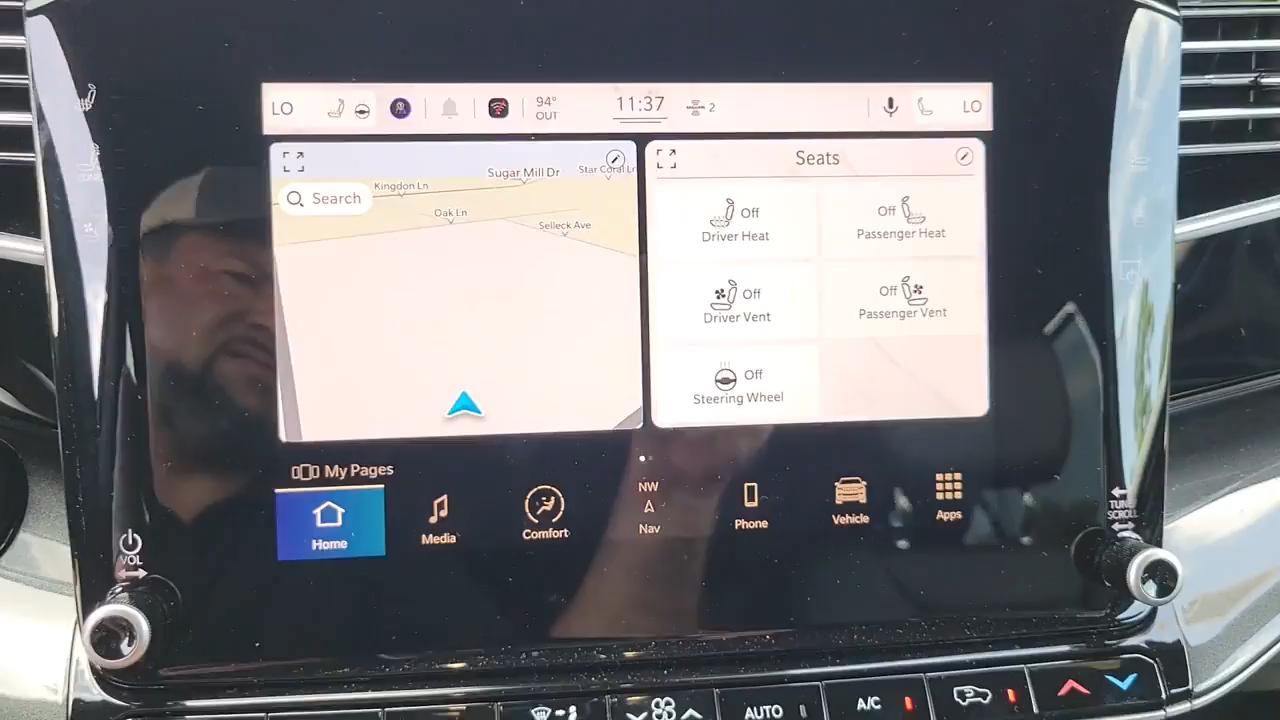 LO
94°
OUT
11:37
2
LO
Search
Kingdon Ln
Sugar Mill Dr
Star Coral Ln
Oak Ln
Selleck Ave
Seats
Off
Driver Heat
Off
Passenger Heat
Off
Driver Vent
Off
Passenger Vent
Off
Steering Wheel
My Pages
Home
Media
Comfort
NW
Nav
Phone
Vehicle
Apps
VOL
TUNE
SCROLL
AUTO
A/C